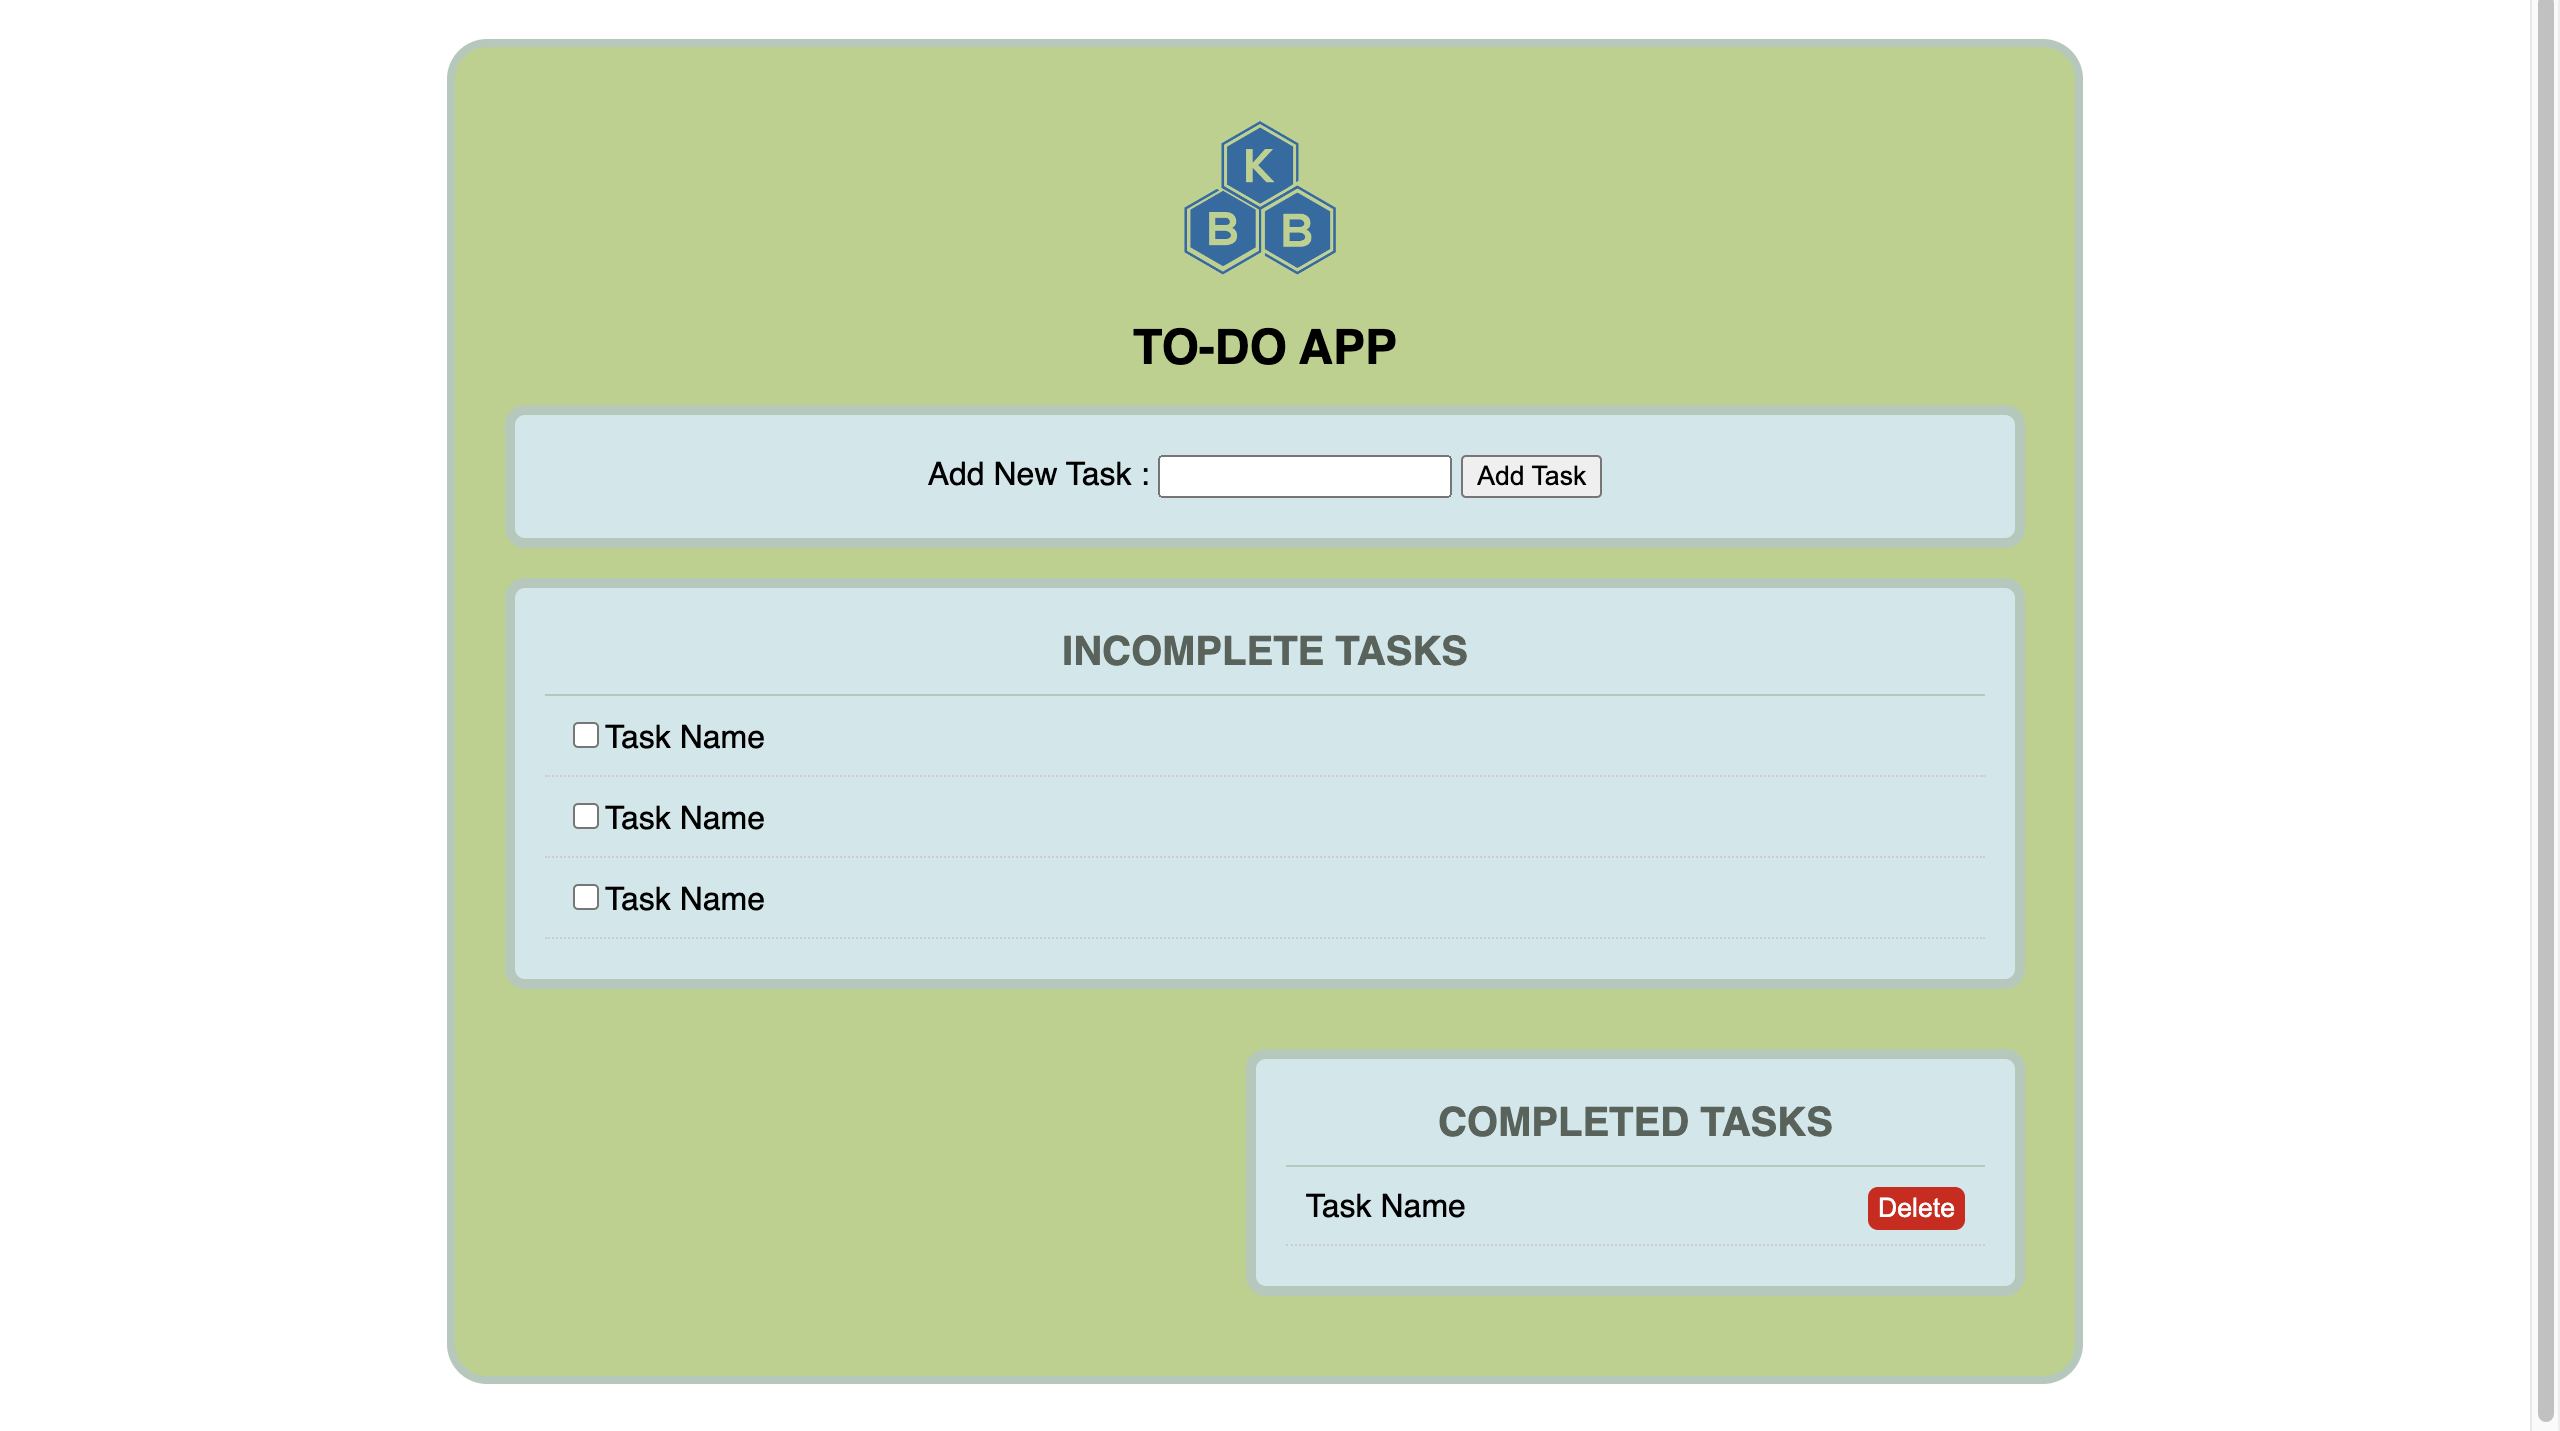 K
B B
TO-DO APP
Add New Task : Add Task
INCOMPLETE TASKS
Task Name
Task Name
Task Name
COMPLETED TASKS
Task Name Delete